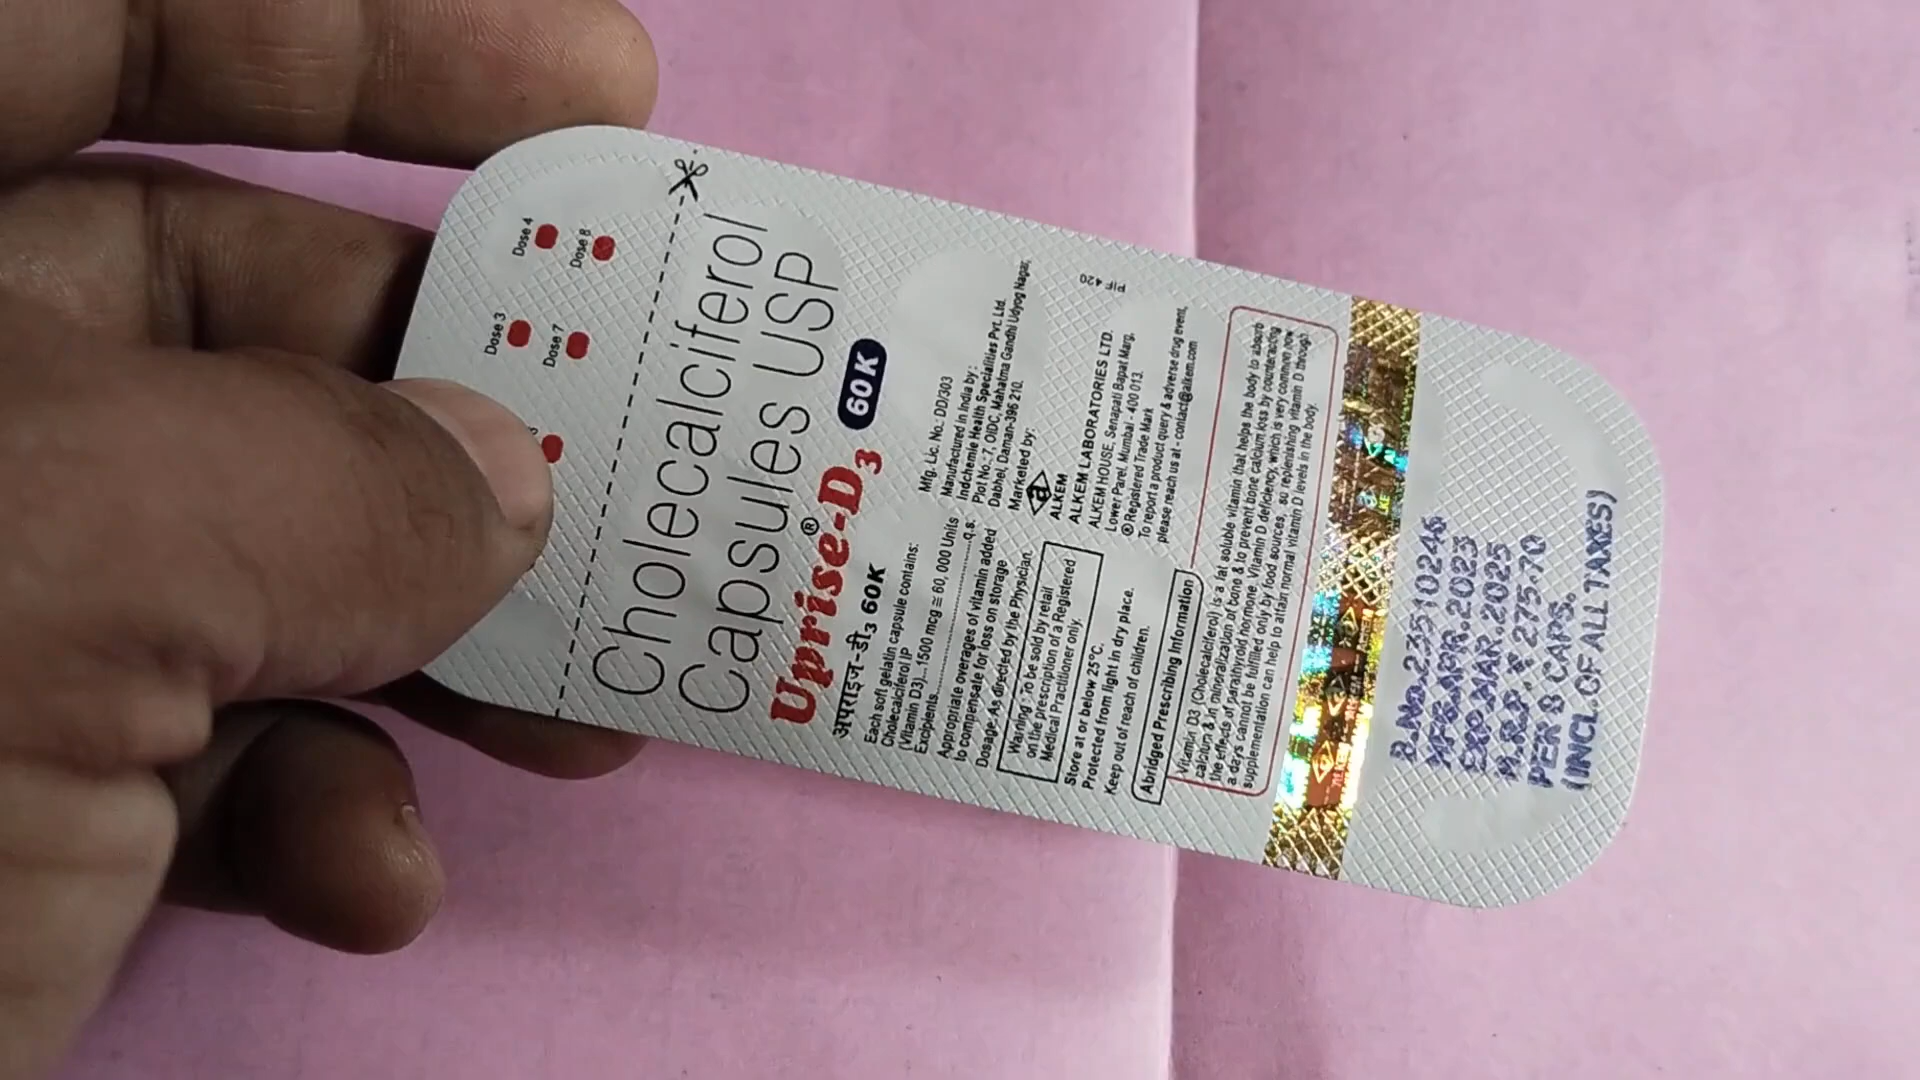 Dose 3
Dose 4
Dose 7
Dose 8
Cholecalciferol
Capsules USP
Uprise®-D3 60K
अपराइज-डी3 60K
Each soft gelatin capsule contains:
Cholecalciferol IP
(Vitamin D3)....1500 mcg ≅ 60, 000 Units
Excipients..........................q.s.
Appropriate overages of vitamin added
to compensate for loss on storage
Dosage: As directed by the Physician.
Warning : To be sold by retail
on the prescription of a Registered
Medical Practitioner only.
Store at or below 25°C.
Protected from light in dry place.
Keep out of reach of children.
Mfg. Lic. No.: DD/303
Manufactured in India by :
Indchemie Health Specialities Pvt. Ltd.
Plot No.: 7, OIDC, Mahatma Gandhi Udyog Nagar,
Dabhel, Daman-396 210.
Marketed by:
ALKEM
ALKEM LABORATORIES LTD.
ALKEM HOUSE, Senapati Bapat Marg,
Lower Parel, Mumbai - 400 013.
® Registered Trade Mark
To report a product query & adverse drug event,
please reach us at - contact@alkem.com
PIF 420
Abridged Prescribing Information
Vitamin D3 (Cholecalciferol) is a fat soluble vitamin that helps the body to absorb
calcium & in mineralization of bone & to prevent bone calcium loss by counteracting
the effects of parathyroid hormone. Vitamin D deficiency, which is very common now
a days cannot be fulfilled only by food sources, so replenishing vitamin D through
supplementation can help to attain normal vitamin D levels in the body.
B.No.23510246
MFG.APR.2023
EXP.MAR.2025
M.R.P.₹ 275.70
PER 8 CAPS.
(INCL.OF ALL TAXES)